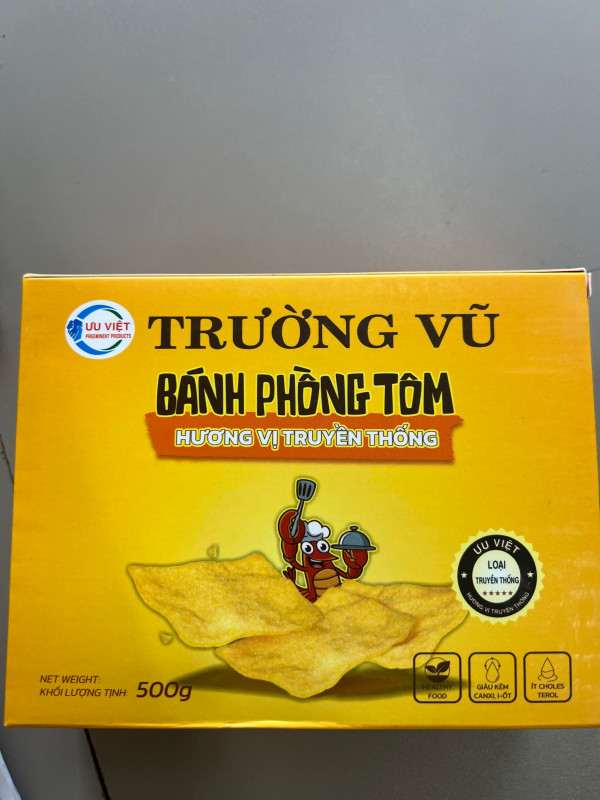 ƯU VIỆT
PREEMINENT PRODUCTS
TRƯỜNG VŨ
BÁNH PHỒNG TÔM
HƯƠNG VỊ TRUYỀN THỐNG
ƯU VIỆT
LOẠI
TRUYỀN THỐNG
HƯƠNG VỊ TRUYỀN THỐNG
NET WEIGHT:
KHỐI LƯỢNG TỊNH: 500g
HEALTHY
FOOD
GIÀU KẼM
CANXI, I-ỐT
ÍT CHOLES
TEROL